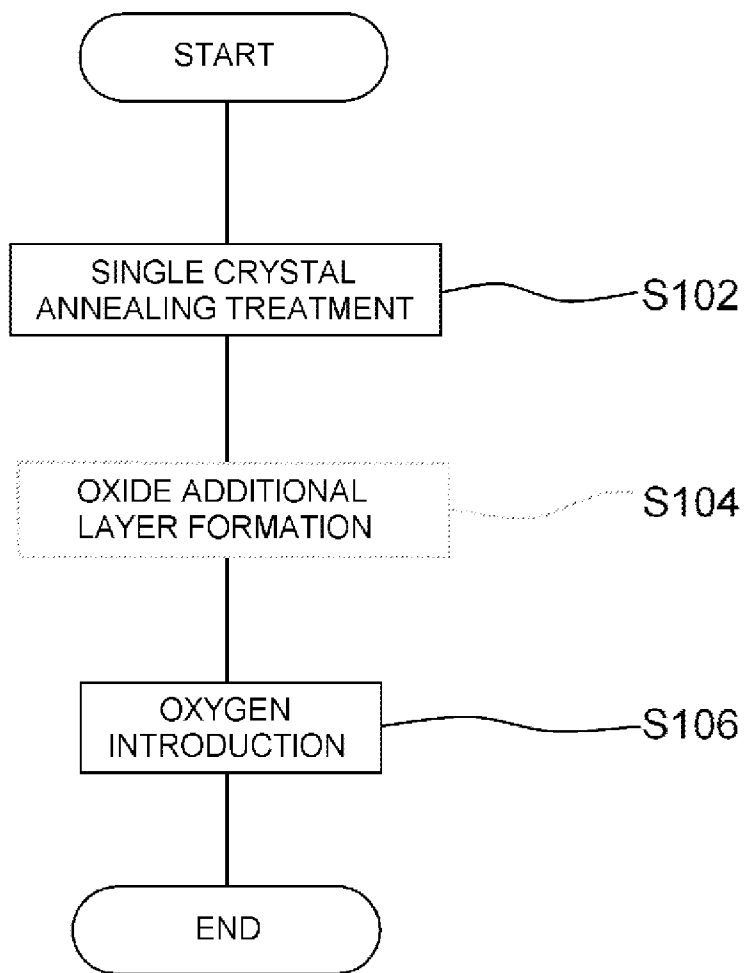 START
SINGLE CRYSTAL
ANNEALING TREATMENT
S102
OXIDE ADDITIONAL
LAYER FORMATION
S104
OXYGEN
INTRODUCTION
S106
END